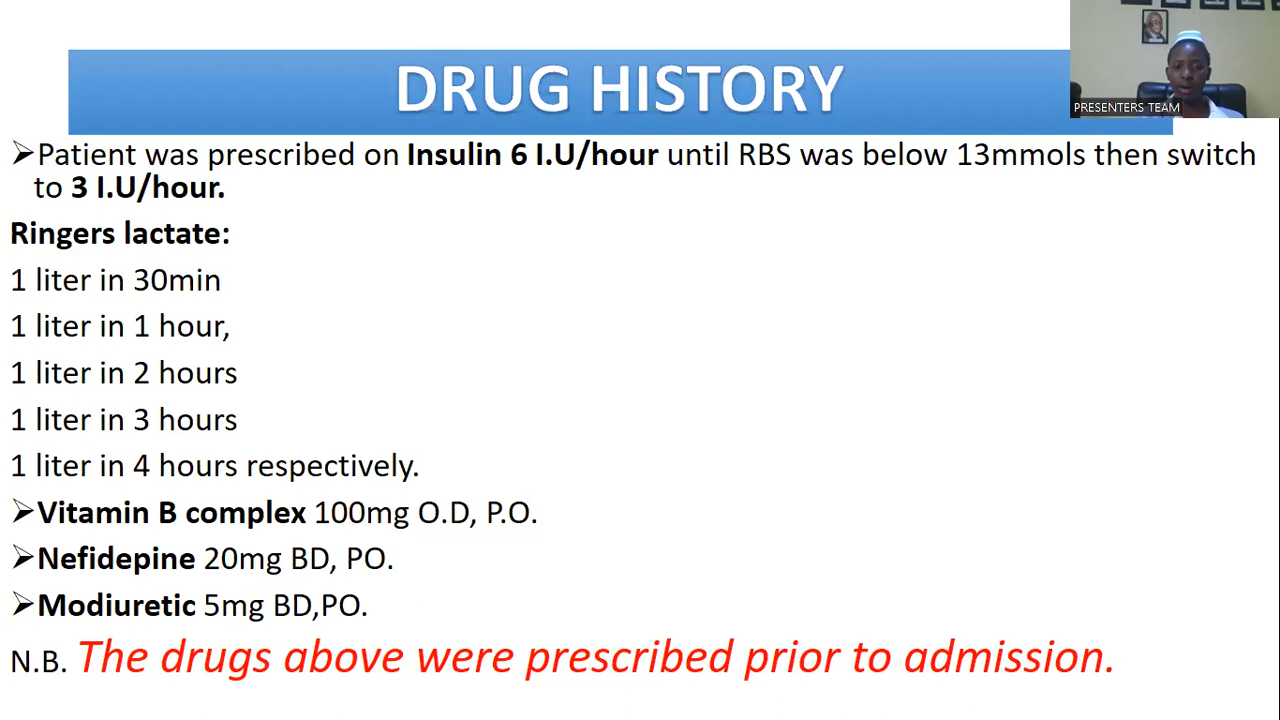 DRUG HISTORY
PRESENTERS TEAM
➢Patient was prescribed on Insulin 6 I.U/hour until RBS was below 13mmols then switch
to 3 I.U/hour.
Ringers lactate:
1 liter in 30min
1 liter in 1 hour,
1 liter in 2 hours
1 liter in 3 hours
1 liter in 4 hours respectively.
➢Vitamin B complex 100mg O.D, P.O.
➢Nefidepine 20mg BD, PO.
➢Modiuretic 5mg BD,PO.
N.B. The drugs above were prescribed prior to admission.